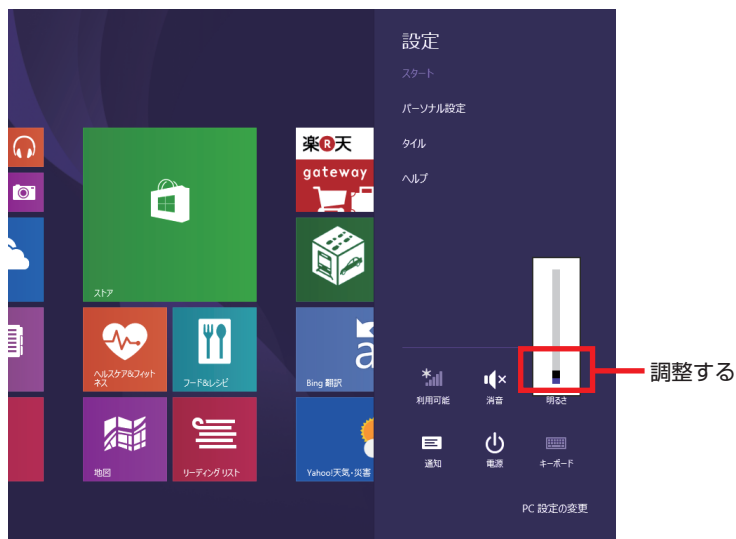 設定
スタート
パーソナル設定
タイル
ヘルプ
楽R天
gateway
ストア
ヘルスケア&フィットネス
フード&レシピ
a
Bing 翻訳
地図
リーディング リスト
Yahoo!天気・災害
利用可能
消音
明るさ
調整する
通知
電源
キーボード
PC 設定の変更